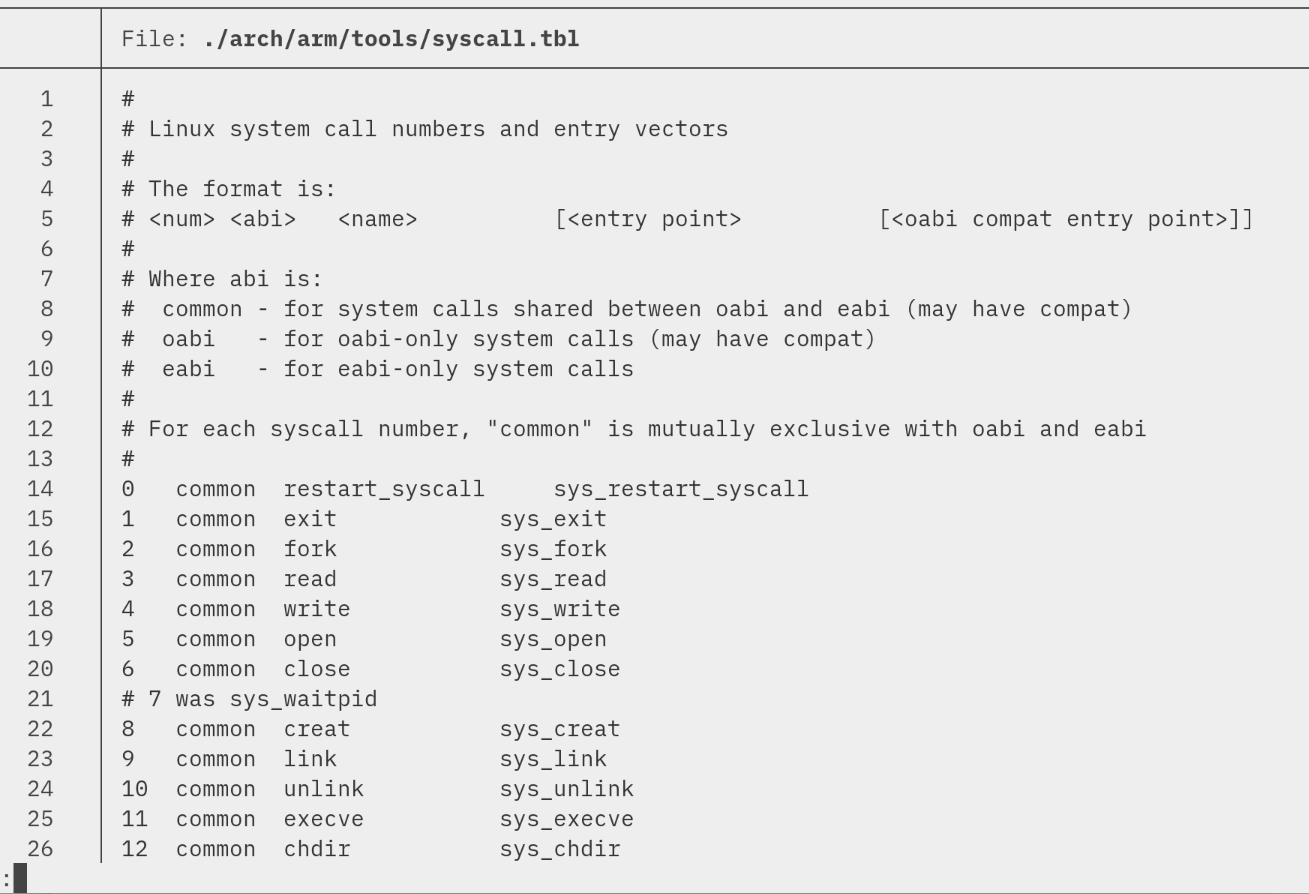 File: ./arch/arm/tools/syscall.tbl
1 #
2 # Linux system call numbers and entry vectors
3 #
4 # The format is:
5 # <num> <abi>   <name>          [<entry point>          [<oabi compat entry point>]]
6 #
7 # Where abi is:
8 #  common - for system calls shared between oabi and eabi (may have compat)
9 #  oabi   - for oabi-only system calls (may have compat)
10 #  eabi   - for eabi-only system calls
11 #
12 # For each syscall number, "common" is mutually exclusive with oabi and eabi
13 #
14 0   common  restart_syscall     sys_restart_syscall
15 1   common  exit            sys_exit
16 2   common  fork            sys_fork
17 3   common  read            sys_read
18 4   common  write           sys_write
19 5   common  open            sys_open
20 6   common  close           sys_close
21 # 7 was sys_waitpid
22 8   common  creat           sys_creat
23 9   common  link            sys_link
24 10  common  unlink          sys_unlink
25 11  common  execve          sys_execve
26 12  common  chdir           sys_chdir
: